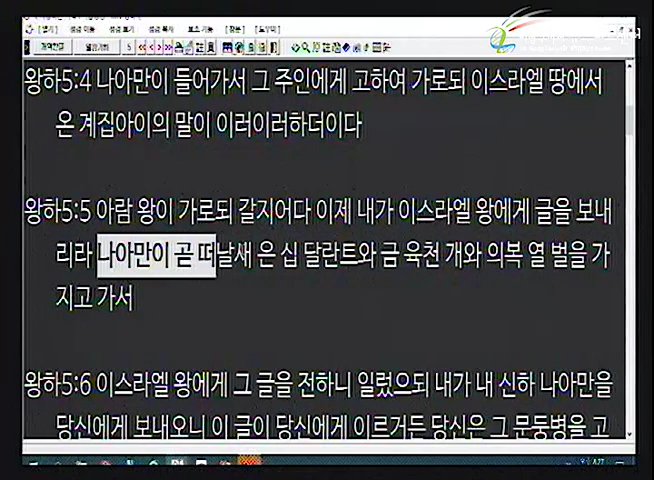 왕하5:4 나아만이 들어가서 그 주인에게 고하여 가로되 이스라엘 땅에서
온 계집아이의 말이 이러이러하더이다
왕하5:5 아람 왕이 가로되 갈지어다 이제 내가 이스라엘 왕에게 글을 보내
리라 나아만이 곧 떠날새 은 십 달란트와 금 육천 개와 의복 열 벌을 가
지고 가서
왕하5:6 이스라엘 왕에게 그 글을 전하니 일렀으되 내가 내 신하 나아만을
당신에게 보내오니 이 글이 당신에게 이르거든 당신은 그 문둥병을 고